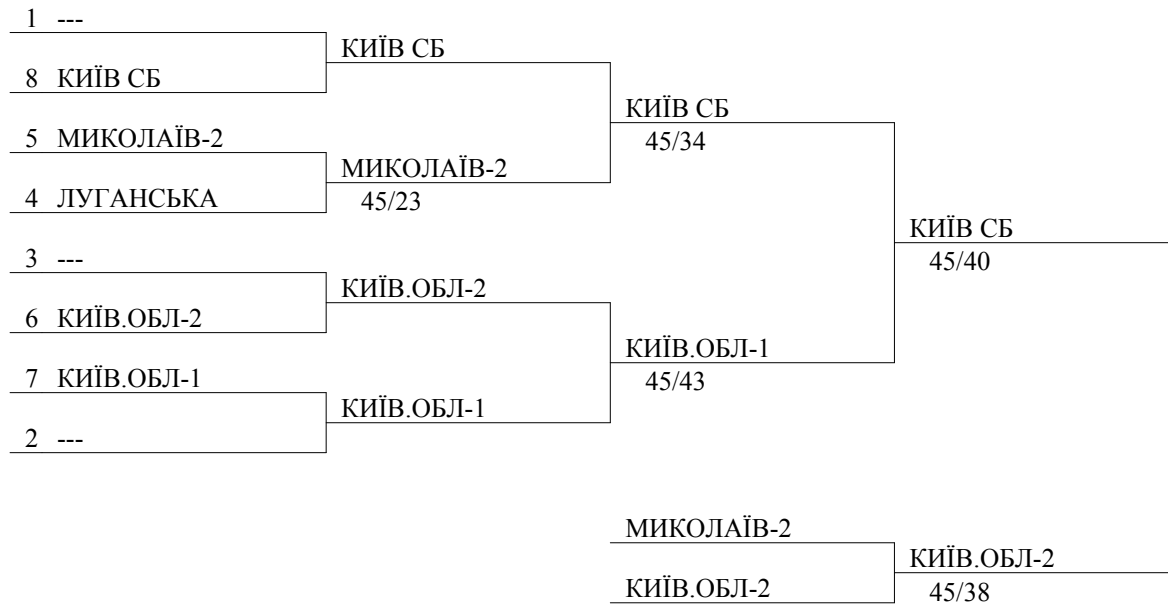 1 ---
КИЇВ СБ
8 КИЇВ СБ
КИЇВ СБ
5 МИКОЛАЇВ-2
45/34
МИКОЛАЇВ-2
4 ЛУГАНСЬКА
45/23
КИЇВ СБ
3 ---
45/40
КИЇВ.ОБЛ-2
6 КИЇВ.ОБЛ-2
КИЇВ.ОБЛ-1
7 КИЇВ.ОБЛ-1
45/43
КИЇВ.ОБЛ-1
2 ---
МИКОЛАЇВ-2
КИЇВ.ОБЛ-2
КИЇВ.ОБЛ-2
45/38